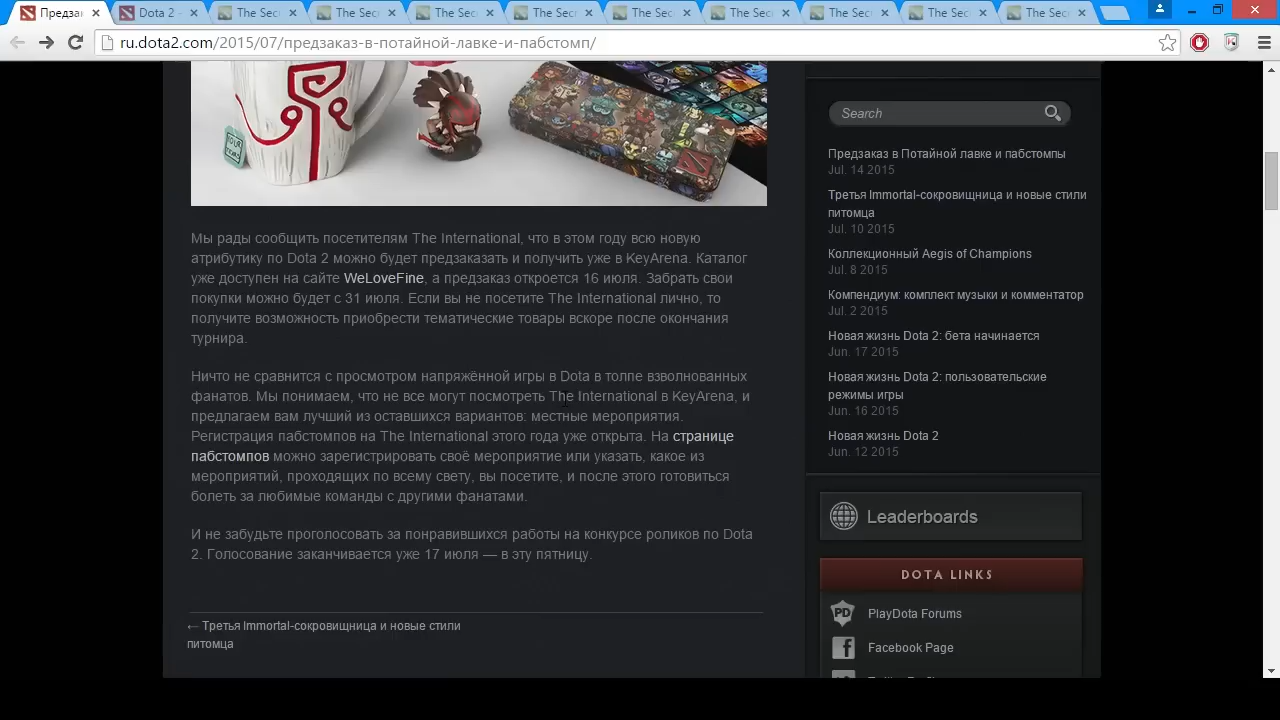 Предзан
Dota 2 –
The Sec
The Sec
The Sec
The Sec
The Sec
The Sec
The Sec
The Sec
The Sec
ru.dota2.com/2015/07/предзаказ-в-потайной-лавке-и-пабстомп/
Search
Предзаказ в Потайной лавке и пабстомпы
Jul. 14 2015
Третья Immortal-сокровищница и новые стили
питомца
Jul. 10 2015
Коллекционный Aegis of Champions
Jul. 8 2015
Компендиум: комплект музыки и комментатор
Jul. 2 2015
Новая жизнь Dota 2: бета начинается
Jun. 17 2015
Новая жизнь Dota 2: пользовательские
режимы игры
Jun. 16 2015
Новая жизнь Dota 2
Jun. 12 2015
Leaderboards
DOTA LINKS
PD
PlayDota Forums
Facebook Page
Мы рады сообщить посетителям The International, что в этом году всю новую
атрибутику по Dota 2 можно будет предзаказать и получить уже в KeyArena. Каталог
уже доступен на сайте WeLoveFine, а предзаказ откроется 16 июля. Забрать свои
покупки можно будет с 31 июля. Если вы не посетите The International лично, то
получите возможность приобрести тематические товары вскоре после окончания
турнира.
Ничто не сравнится с просмотром напряжённой игры в Dota в толпе взволнованных
фанатов. Мы понимаем, что не все могут посмотреть The International в KeyArena, и
предлагаем вам лучший из оставшихся вариантов: местные мероприятия.
Регистрация пабстомпов на The International этого года уже открыта. На странице
пабстомпов можно зарегистрировать своё мероприятие или указать, какое из
мероприятий, проходящих по всему свету, вы посетите, и после этого готовиться
болеть за любимые команды с другими фанатами.
И не забудьте проголосовать за понравившихся работы на конкурсе роликов по Dota
2. Голосование заканчивается уже 17 июля — в эту пятницу.
← Третья Immortal-сокровищница и новые стили
питомца